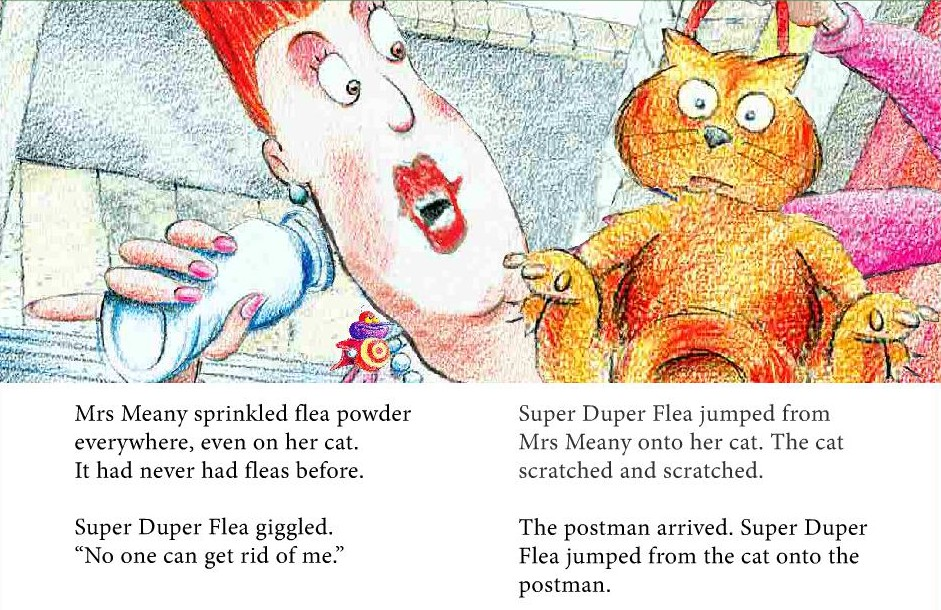 Mrs Meany sprinkled flea powder
everywhere, even on her cat.
It had never had fleas before.
Super Duper Flea giggled.
“No one can get rid of me.”
Super Duper Flea jumped from
Mrs Meany onto her cat. The cat
scratched and scratched.
The postman arrived. Super Duper
Flea jumped from the cat onto the
postman.